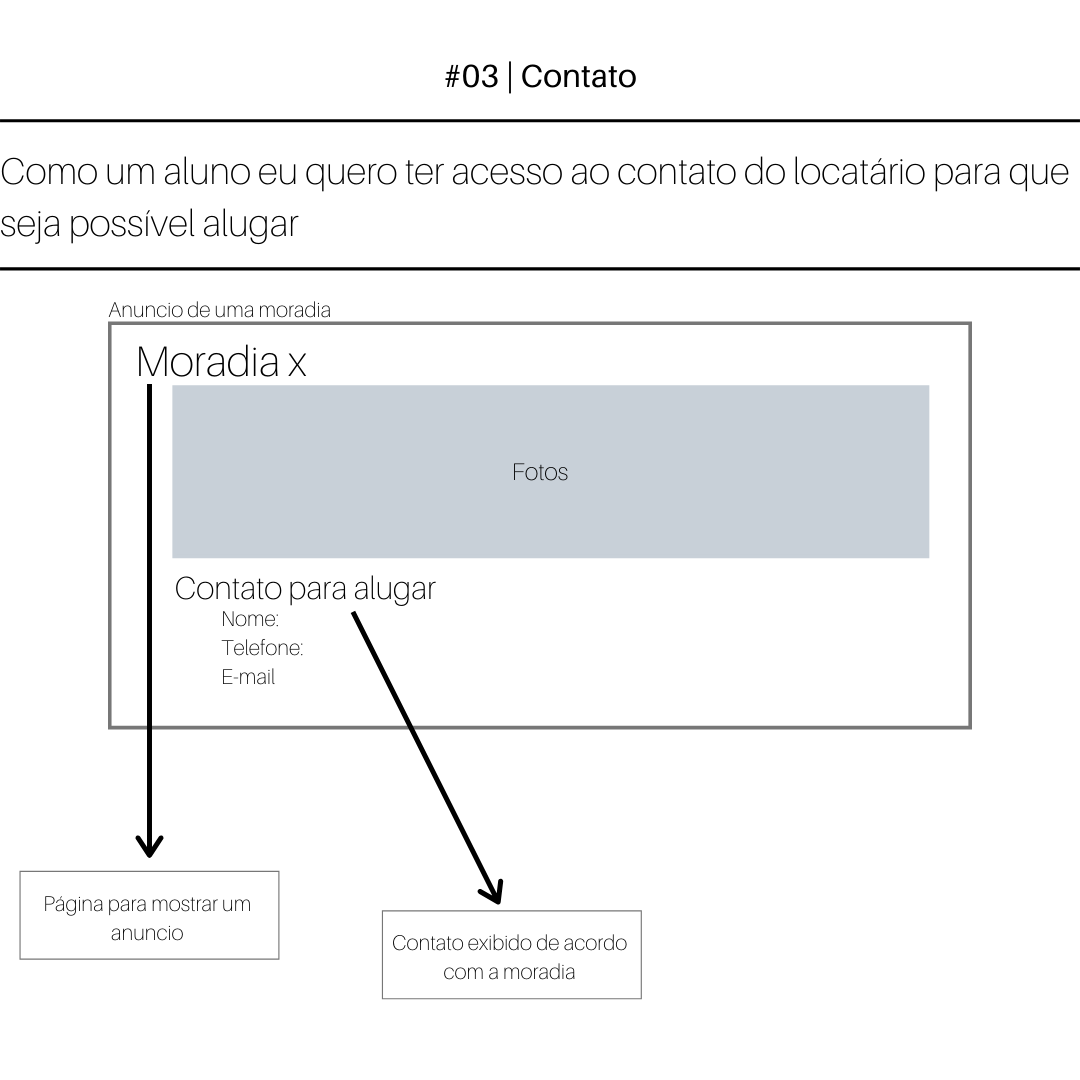 #03 | Contato
Como um aluno eu quero ter acesso ao contato do locatário para que
seja possível alugar
Anuncio de uma moradia
Moradia x
Fotos
Contato para alugar
Nome:
Telefone:
E-mail
Página para mostrar um
anuncio
Contato exibido de acordo
com a moradia